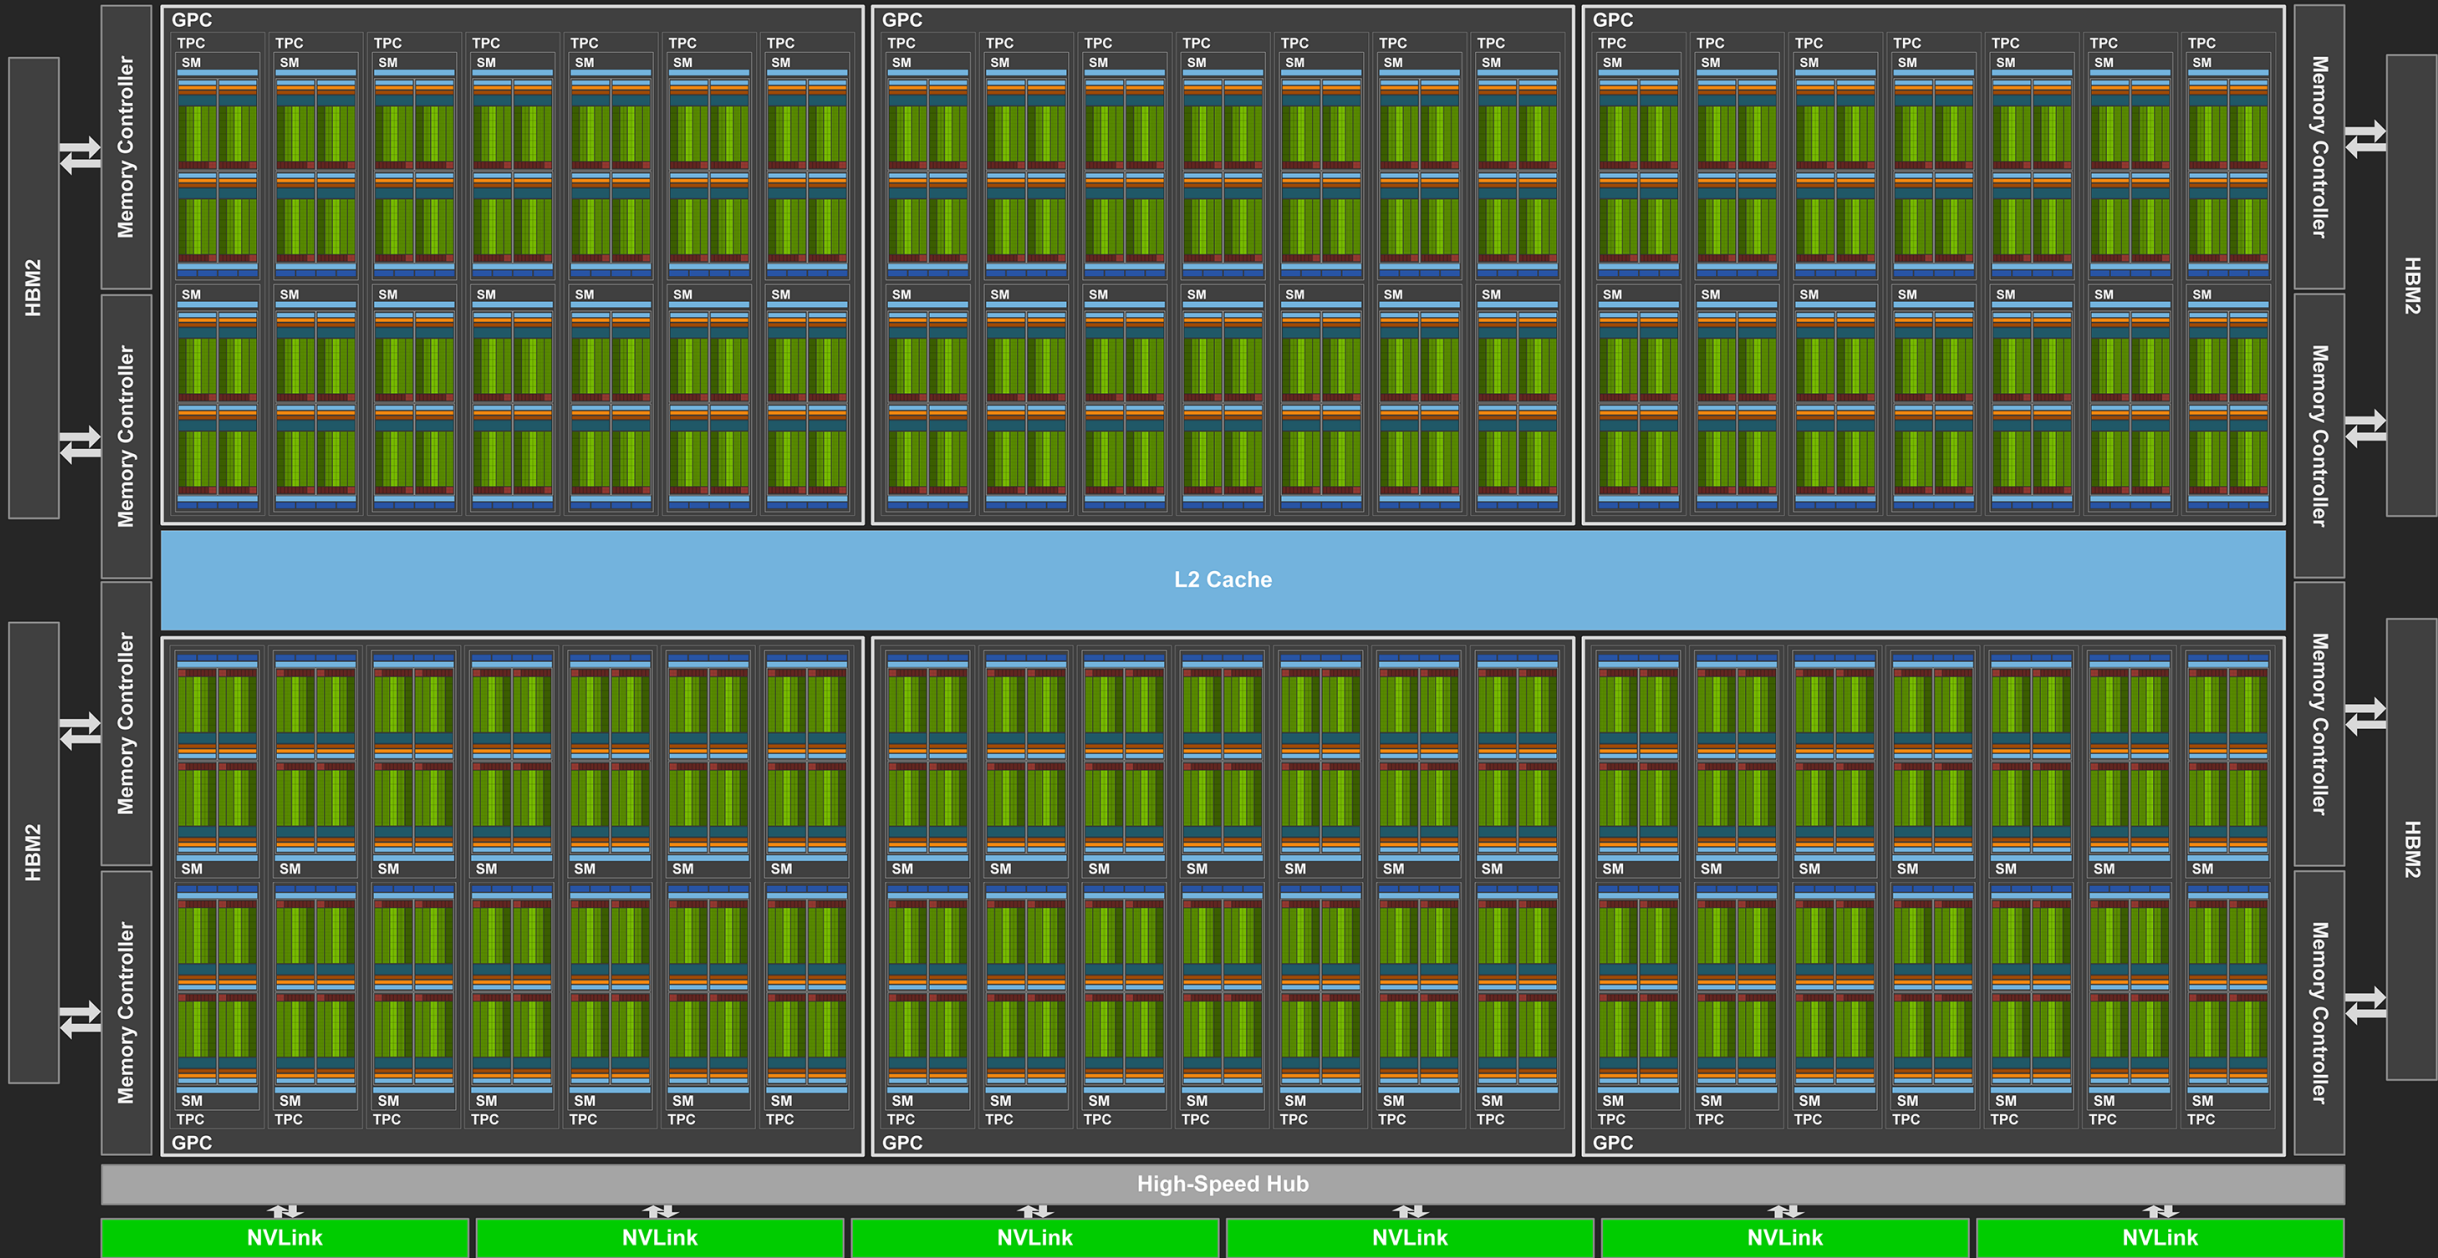 GPC GPC GPC
TPC TPC TPC TPC TPC TPC TPC TPC TPC TPC TPC TPC TPC TPC TPC TPC TPC TPC TPC TPC TPC
SM SM SM SM SM SM SM SM SM SM SM SM SM SM SM SM SM SM SM SM SM
Memory Controller
Memory Controller
HBM2
HBM2
SM SM SM SM SM SM SM SM SM SM SM SM SM SM SM SM SM SM SM SM SM
Memory Controller
Memory Controller
L2 Cache
Memory Controller
Memory Controller
HBM2
HBM2
SM SM SM SM SM SM SM SM SM SM SM SM SM SM SM SM SM SM SM SM SM
Memory Controller
Memory Controller
SM SM SM SM SM SM SM SM SM SM SM SM SM SM SM SM SM SM SM SM SM
TPC TPC TPC TPC TPC TPC TPC TPC TPC TPC TPC TPC TPC TPC TPC TPC TPC TPC TPC TPC TPC
GPC GPC GPC
High-Speed Hub
NVLink NVLink NVLink NVLink NVLink NVLink